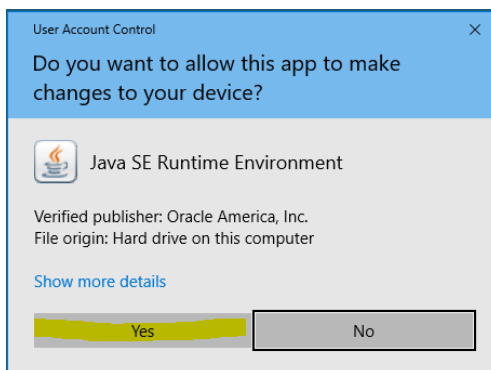 User Account Control
Do you want to allow this app to make
changes to your device?
Java SE Runtime Environment
Verified publisher: Oracle America, Inc.
File origin: Hard drive on this computer
Show more details
Yes
No